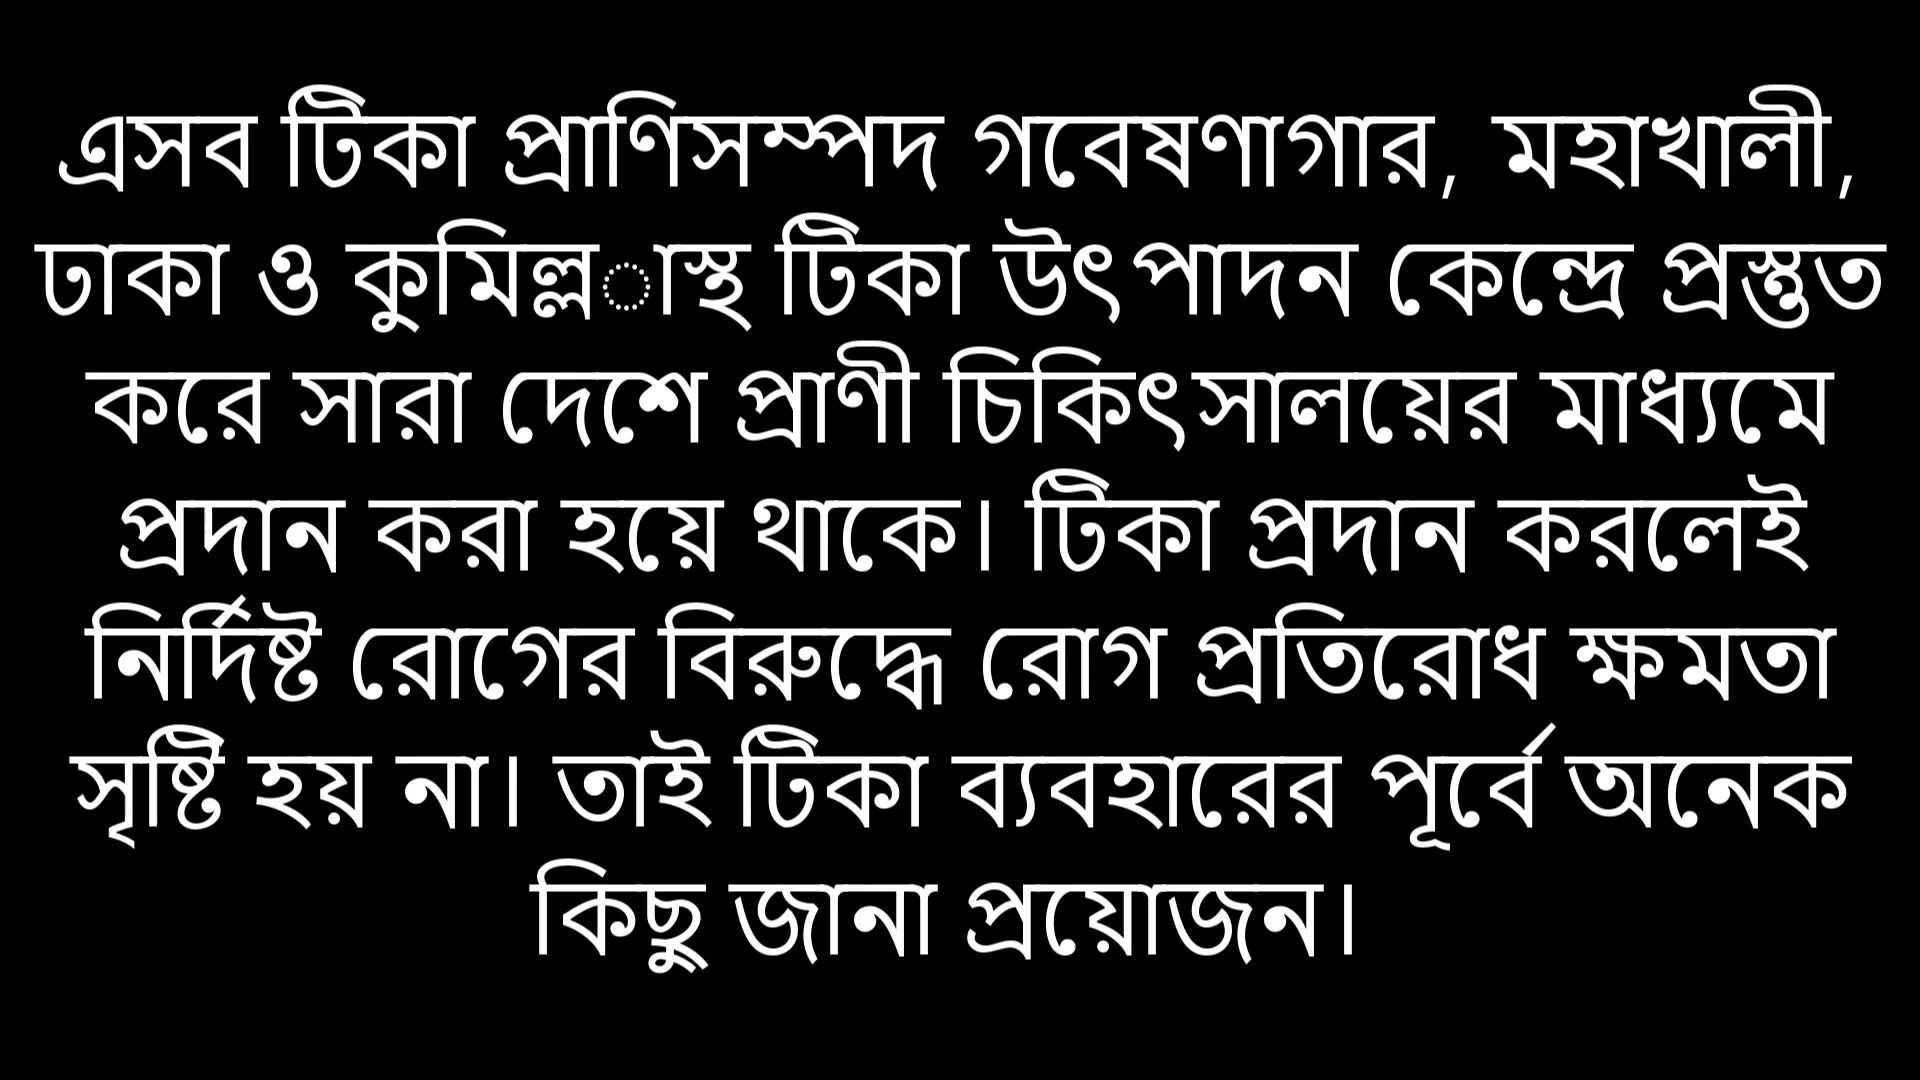 এসব টিকা প্রাণিসম্পদ গবেষণাগার, মহাখালী,
ঢাকা ও কুমিল্ল​াস্থ টিকা উৎপাদন কেন্দ্রে প্রস্তুত
করে সারা দেশে প্রাণী চিকিৎসালয়ের মাধ্যমে
প্রদান করা হয়ে থাকে। টিকা প্রদান করলেই
নির্দিষ্ট রোগের বিরুদ্ধে রোগ প্রতিরোধ ক্ষমতা
সৃষ্টি হয় না। তাই টিকা ব্যবহারের পূর্বে অনেক
কিছু জানা প্রয়োজন।